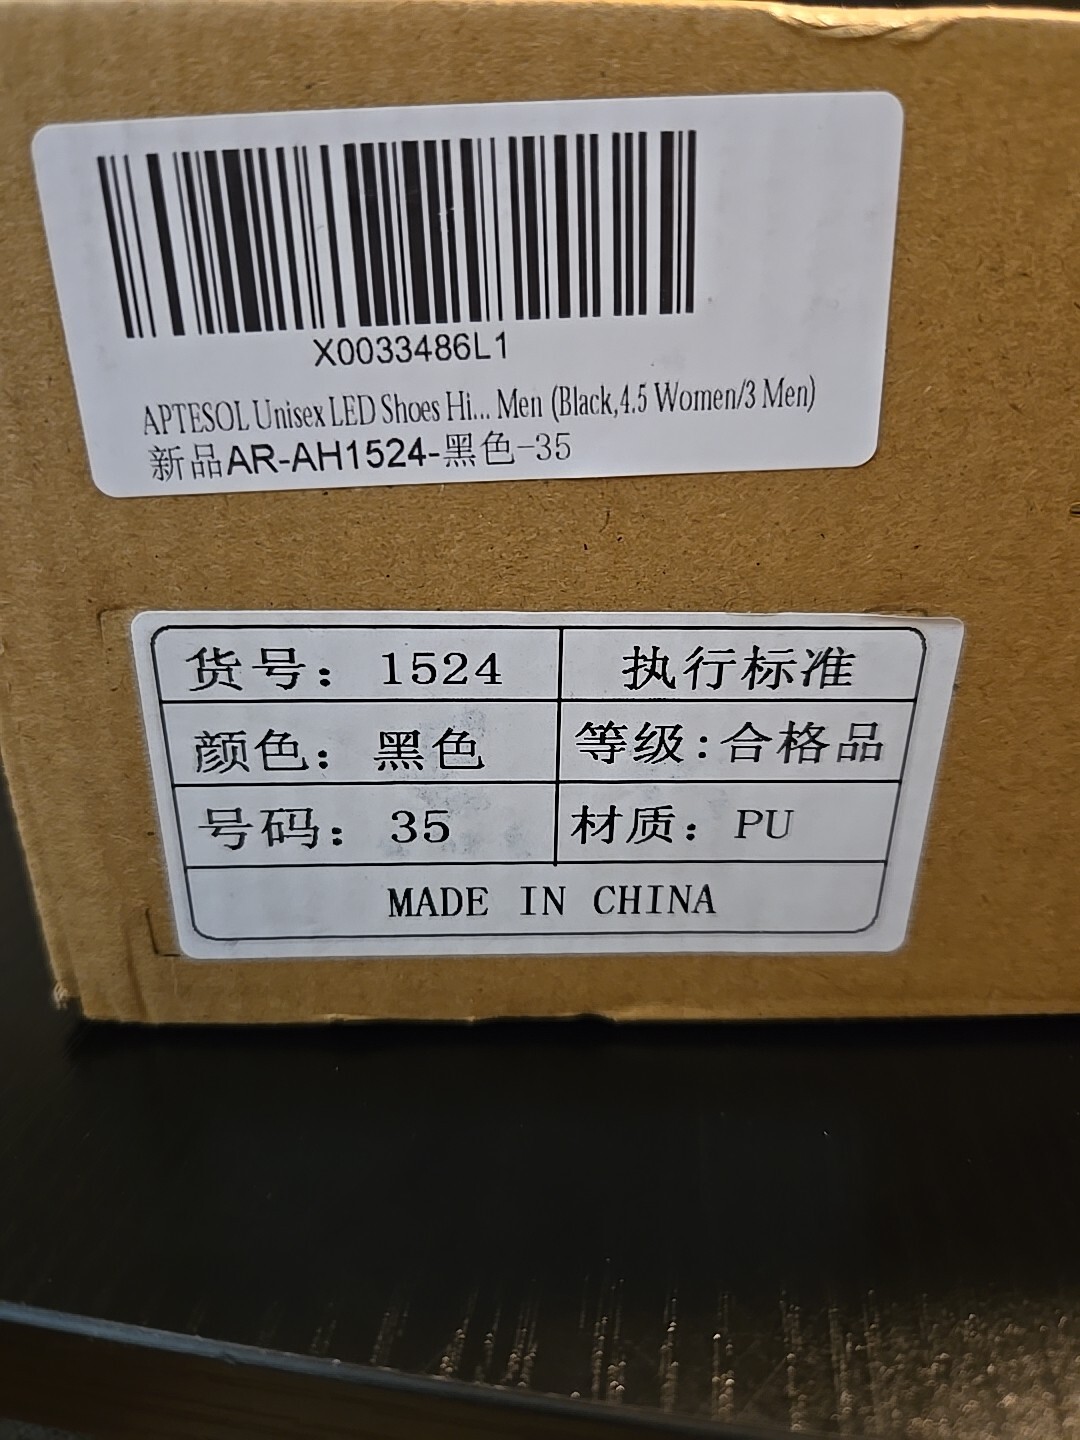 X0033486L1
APTESOL Unisex LED Shoes Hi... Men (Black,4.5 Women/3 Men)
新品AR-AH1524-黑色-35
货号：1524
执行标准
颜色：黑色
等级:合格品
号码：35
材质：PU
MADE IN CHINA